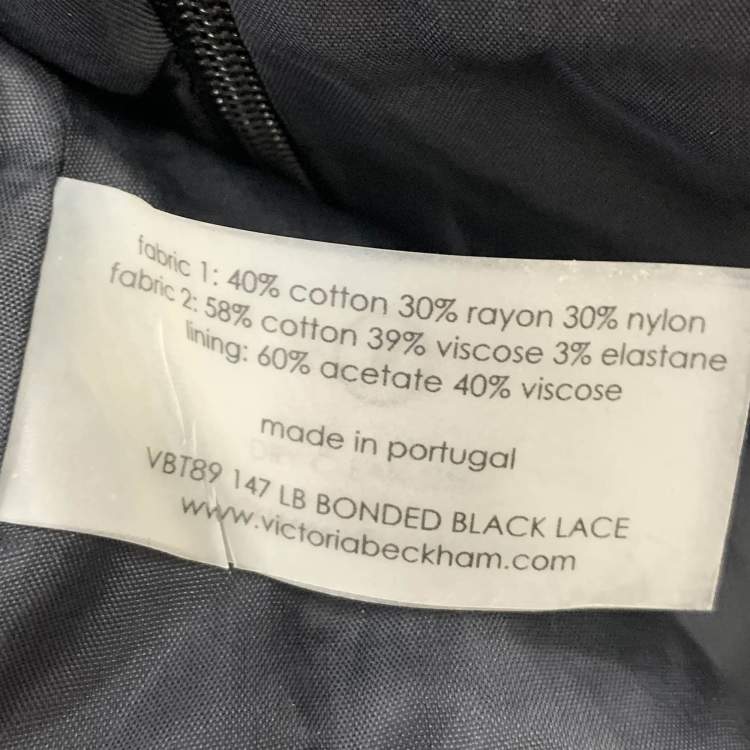 fabric 1: 40% cotton 30% rayon 30% nylon
fabric 2: 58% cotton 39% viscose 3% elastane
lining: 60% acetate 40% viscose
made in portugal
VBT89 147 LB BONDED BLACK LACE
www.victoriabeckham.com